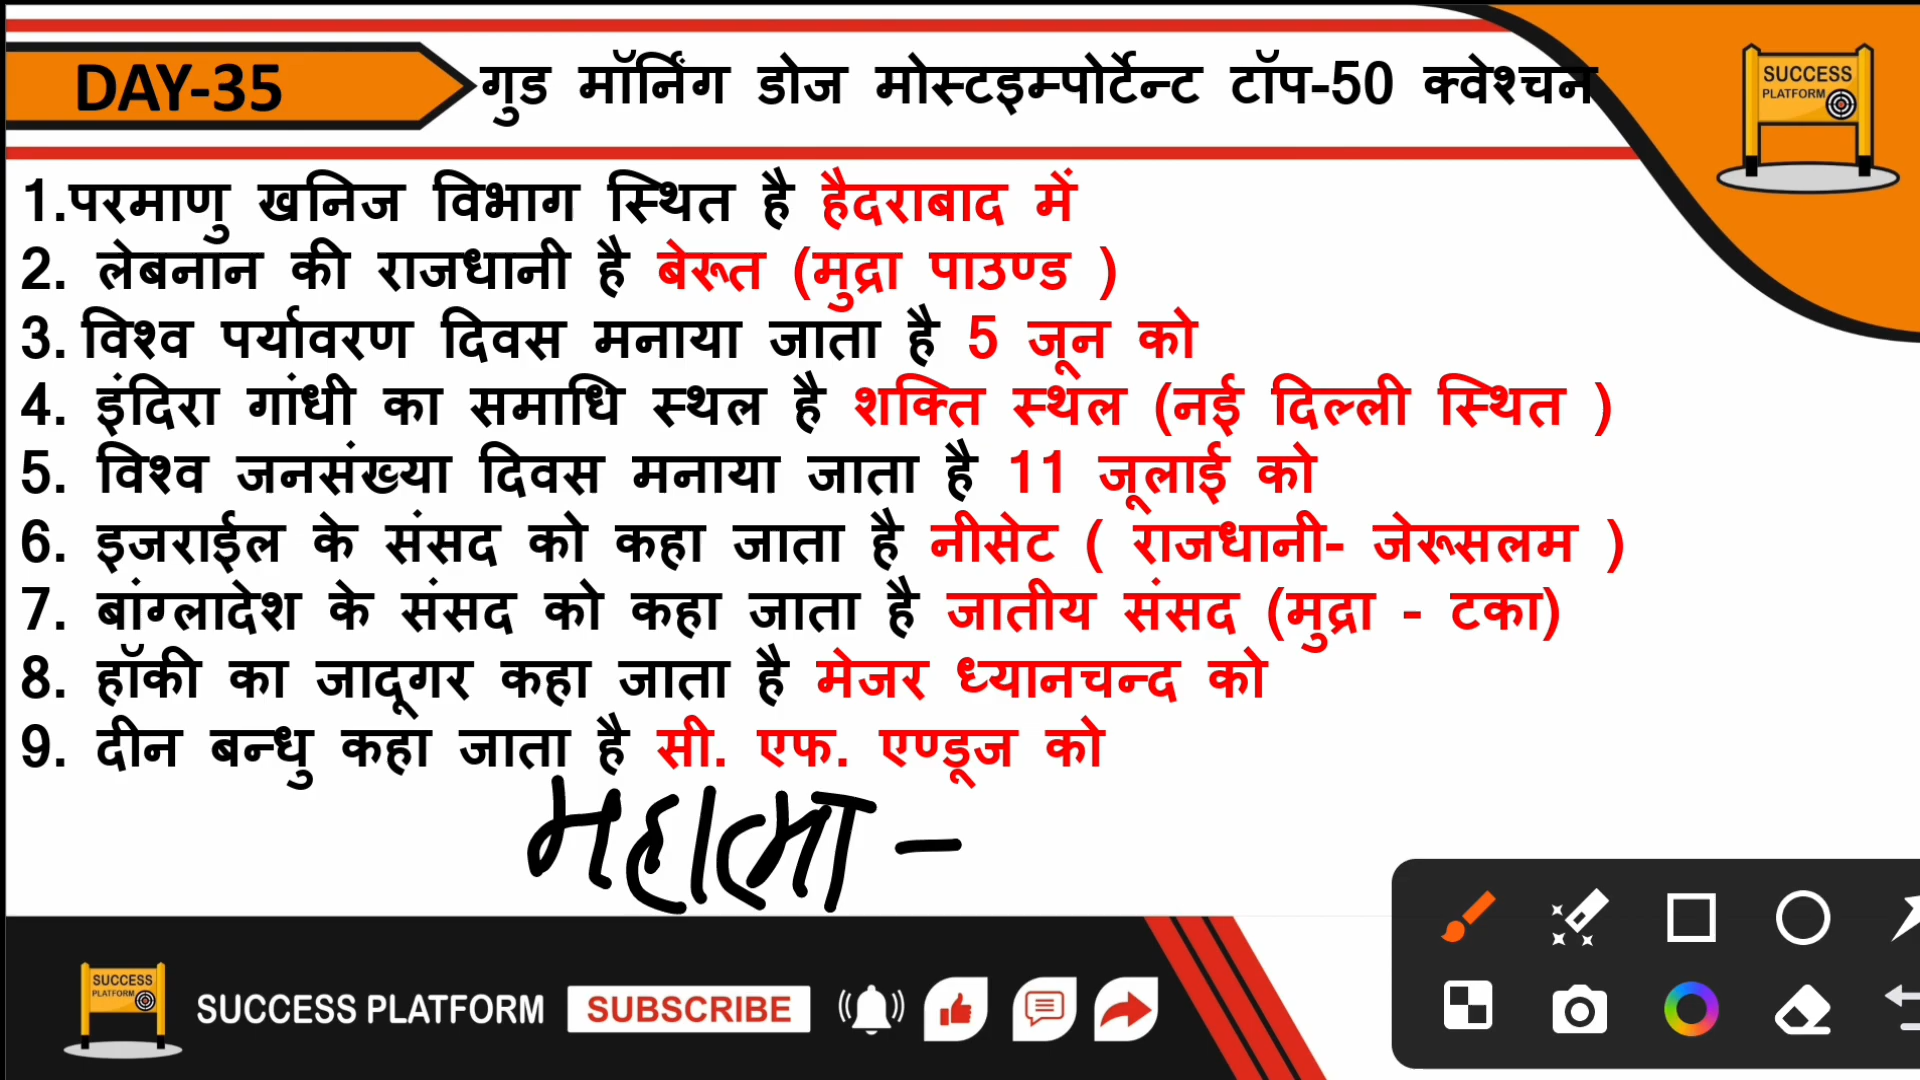 DAY-35
गुड मॉर्निंग डोज मोस्टइम्पोर्टेन्ट टॉप-50 क्वेश्चन
SUCCESS
PLATFORM
1.परमाणु खनिज विभाग स्थित है हैदराबाद में
2. लेबनान की राजधानी है बेरूत (मुद्रा पाउण्ड )
3. विश्व पर्यावरण दिवस मनाया जाता है 5 जून को
4. इंदिरा गांधी का समाधि स्थल है शक्ति स्थल (नई दिल्ली स्थित )
5. विश्व जनसंख्या दिवस मनाया जाता है 11 जूलाई को
6. इजराईल के संसद को कहा जाता है नीसेट ( राजधानी- जेरूसलम )
7. बांग्लादेश के संसद को कहा जाता है जातीय संसद (मुद्रा - टका)
8. हॉकी का जादूगर कहा जाता है मेजर ध्यानचन्द को
9. दीन बन्धु कहा जाता है सी. एफ. एण्डूज को
महात्मा -
SUCCESS
PLATFORM
SUCCESS PLATFORM SUBSCRIBE